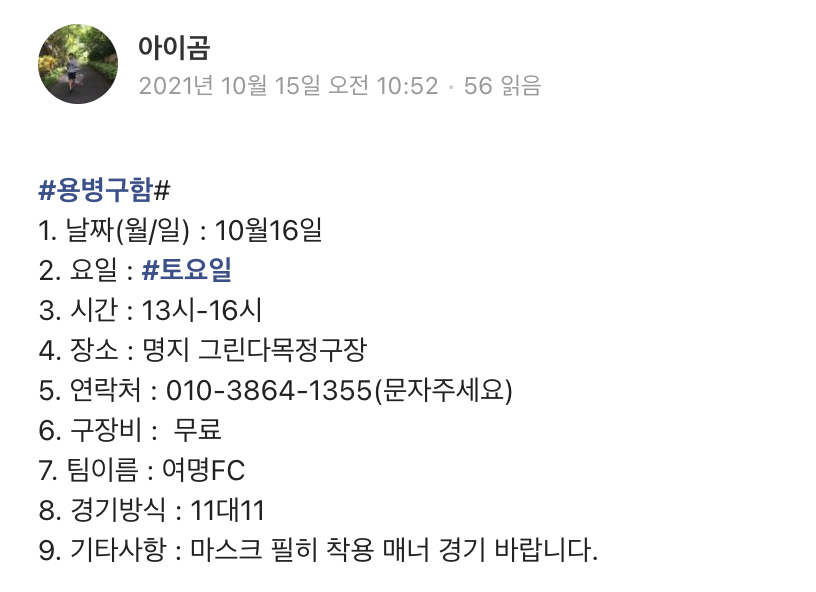 아이곰
2021년 10월 15일 오전 10:52 · 56 읽음
#용병구함#
1. 날짜(월/일) : 10월16일
2. 요일 : #토요일
3. 시간 : 13시-16시
4. 장소 : 명지 그린다목정구장
5. 연락처 : 010-3864-1355(문자주세요)
6. 구장비 :  무료
7. 팀이름 : 여명FC
8. 경기방식 : 11대11
9. 기타사항 : 마스크 필히 착용 매너 경기 바랍니다.